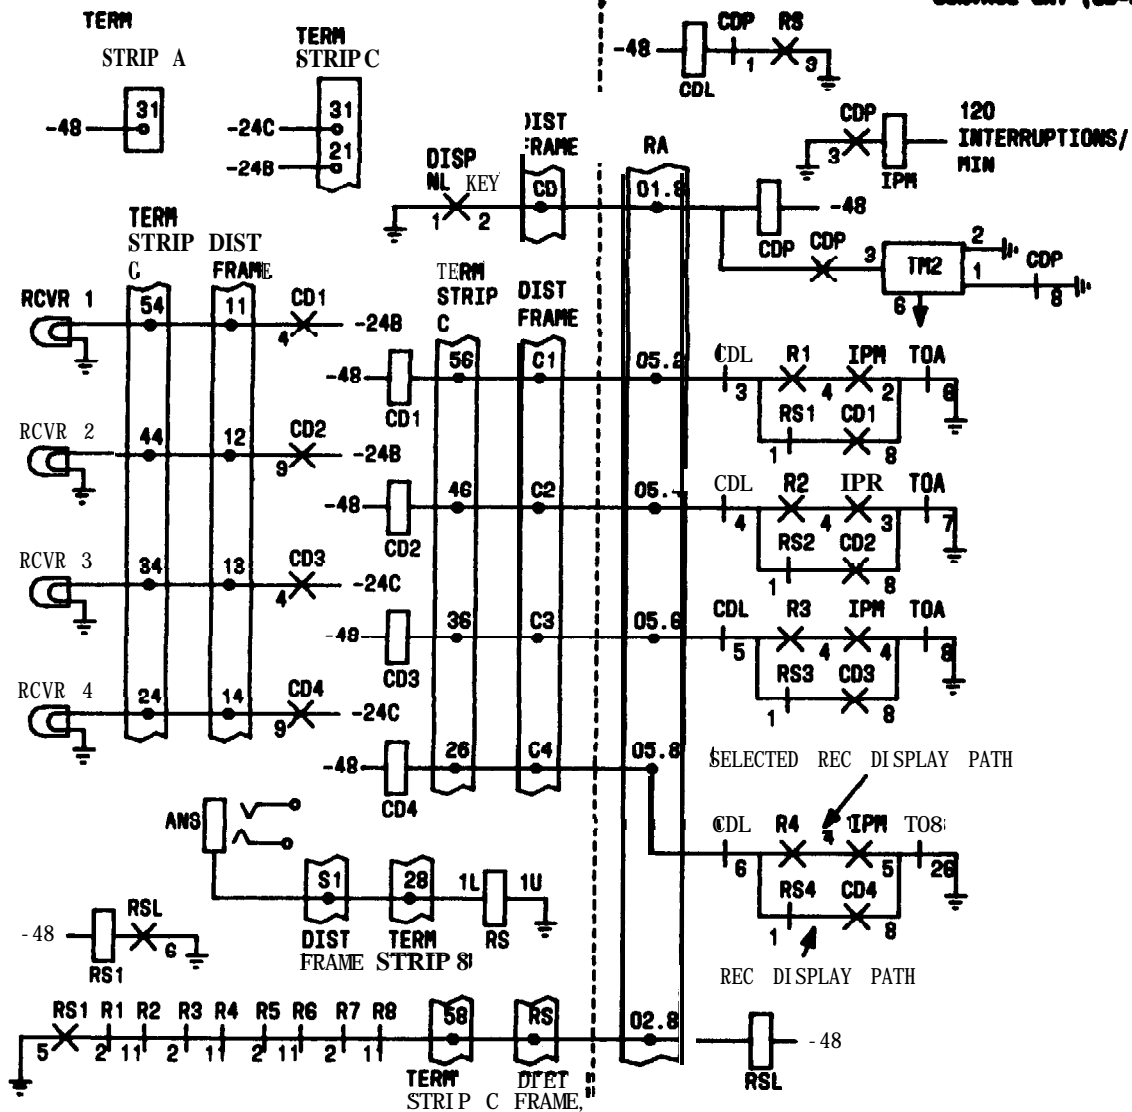 TERM
STRIP A
31
-48
TERM
STRIP C
31
-24C
21
-24B
-48
CDP
RS
1
3
CDL
DIST
FRAME
CD
DISP
NL KEY
1
2
RA
01.8
CDP
3
IPM
120
INTERRUPTIONS/
MIN
-48
CDP
CDP
3
TM2
2
1
CDP
8
6
TERM
STRIP
G
DIST
FRAME
RCVR 1
54
11
CD1
4
-24B
RCVR 2
44
12
CD2
9
-24B
RCVR 3
34
13
CD3
4
-24C
RCVR 4
24
14
CD4
9
-24C
TERM
STRIP
C
DIST
FRAME
-48
CD1
56
C1
05.2
CDL
3
R1
4
IPM
2
TOA
6
RS1
1
CD1
8
-48
CD2
46
C2
05.
CDL
4
R2
4
IPR
3
TOA
7
RS2
1
CD2
8
-48
CD3
36
C3
05.6
CDL
5
R3
4
IPM
4
TOA
8
RS3
1
CD3
8
-48
CD4
26
C4
05.8
SELECTED REC DISPLAY PATH
CDL
6
R4
4
IPM
5
TO8
26
RS4
1
CD4
8
REC DISPLAY PATH
ANS
S1
28
1L
1U
RS
DIST
FRAME
TERM
STRIP 8
-48
RS1
RSL
6
RS1
5
R1
2
R2
11
R3
2
R4
11
R5
2
R6
11
R7
2
R8
11
58
RS
02.8
RSL
-48
TERM
STRIP C
FRAME,